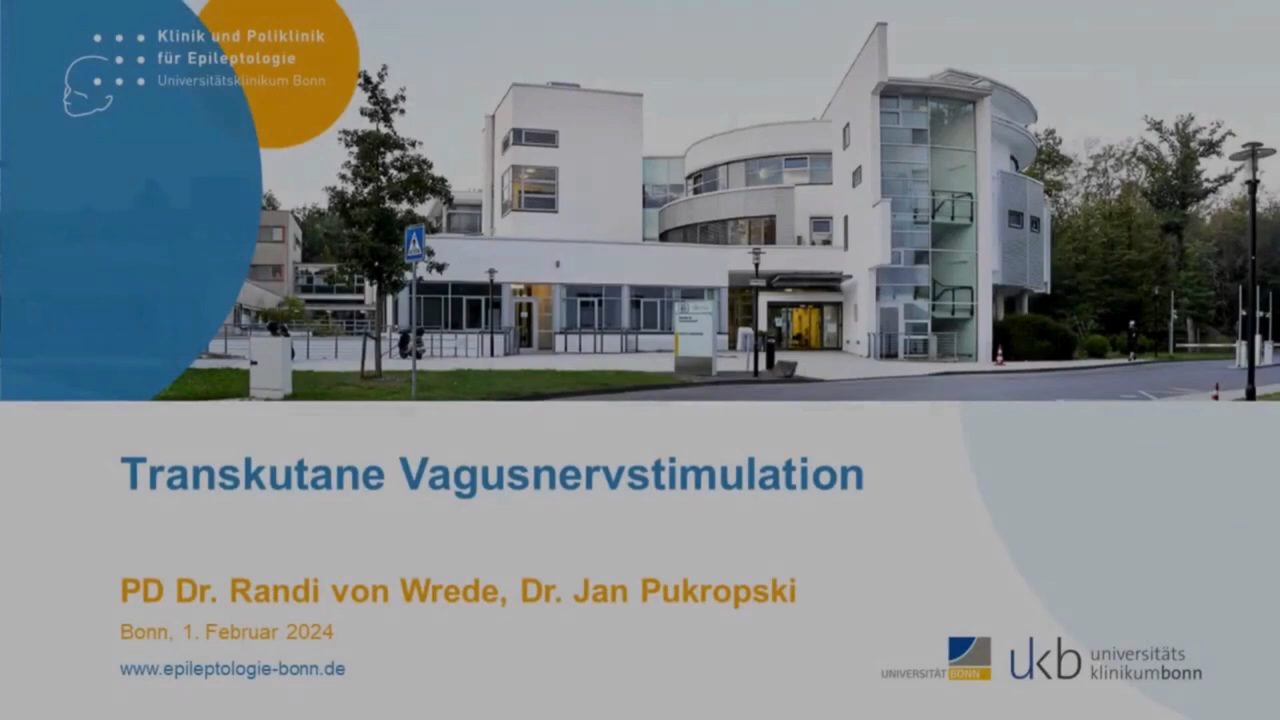 Klinik und Poliklinik
für Epileptologie
Universitätsklinikum Bonn
Transkutane Vagusnervstimulation
PD Dr. Randi von Wrede, Dr. Jan Pukropski
Bonn, 1. Februar 2024
www.epileptologie-bonn.de
UNIVERSITÄT BONN
ukb universitäts
klinikumbonn